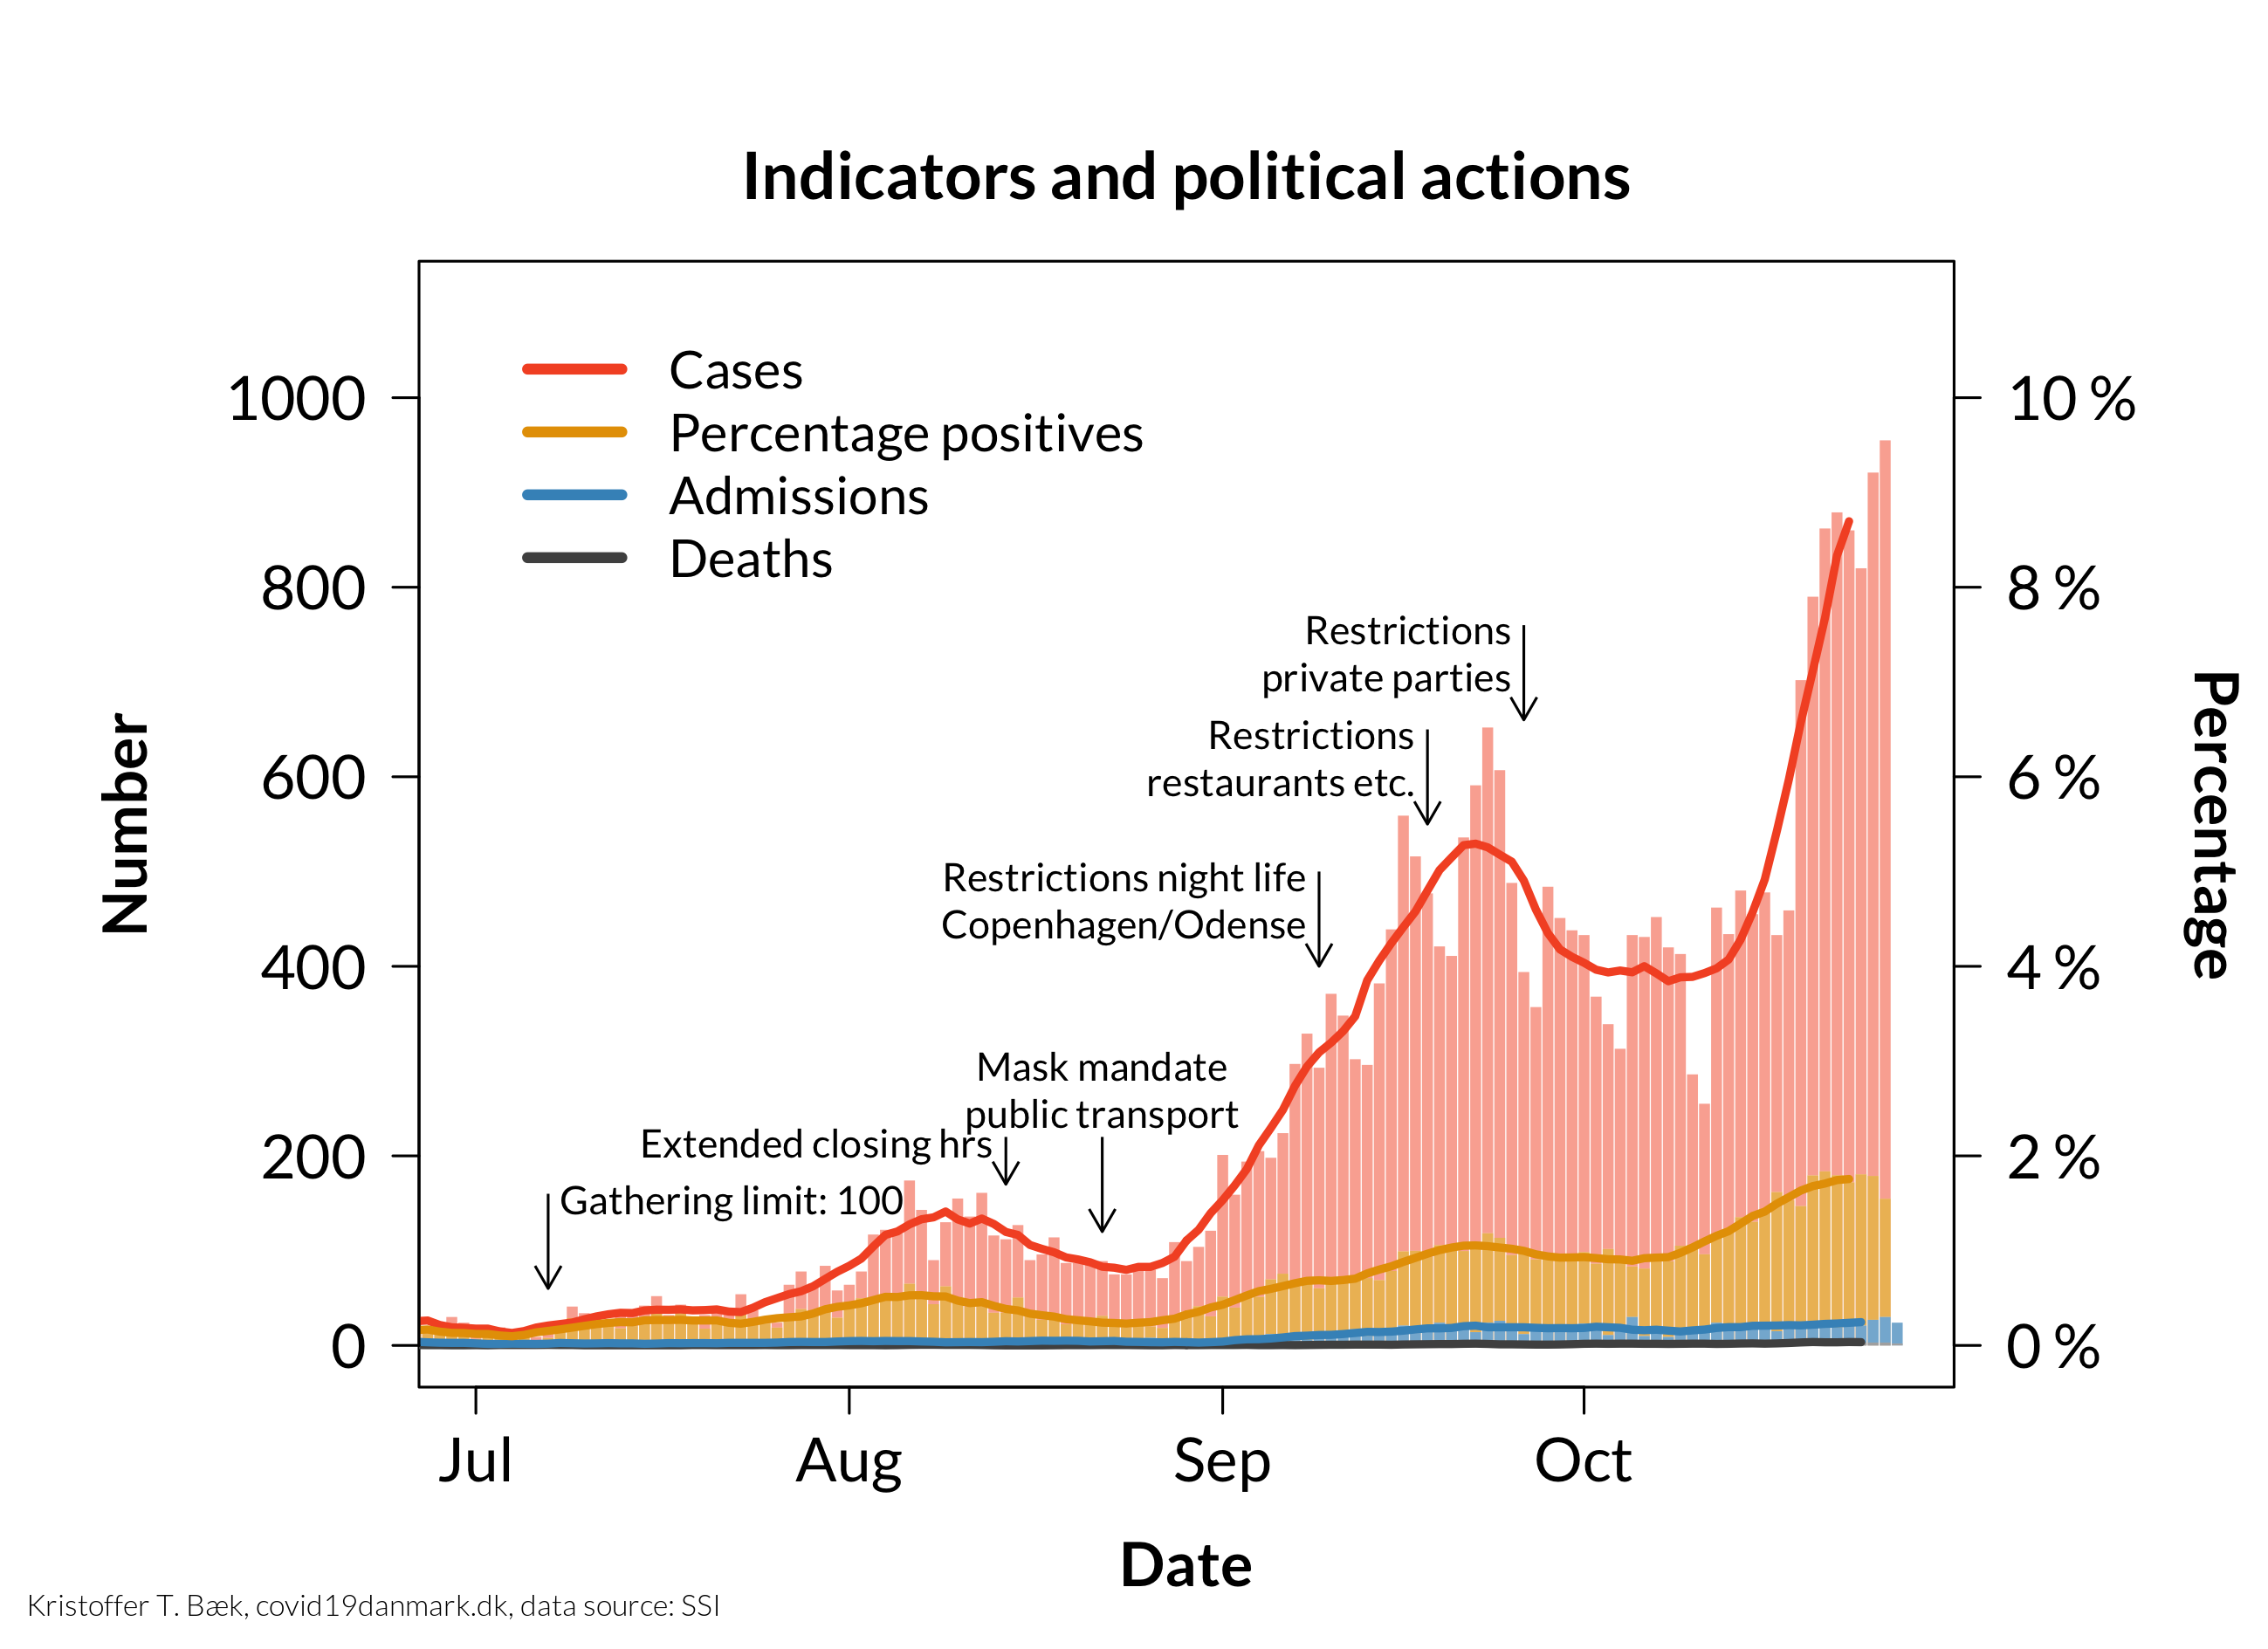 Indicators and political actions
Cases
Percentage positives
Admissions
Deaths
1000
800
600
400
200
0
Number
10 %
8 %
6 %
4 %
2 %
0 %
Percentage
Restrictions
private parties
Restrictions
restaurants etc.
Restrictions night life
Copenhagen/Odense
Mask mandate
public transport
Extended closing hrs
Gathering limit: 100
Jul
Aug
Sep
Oct
Date
Kristoffer T. Bæk, covid19danmark.dk, data source: SSI